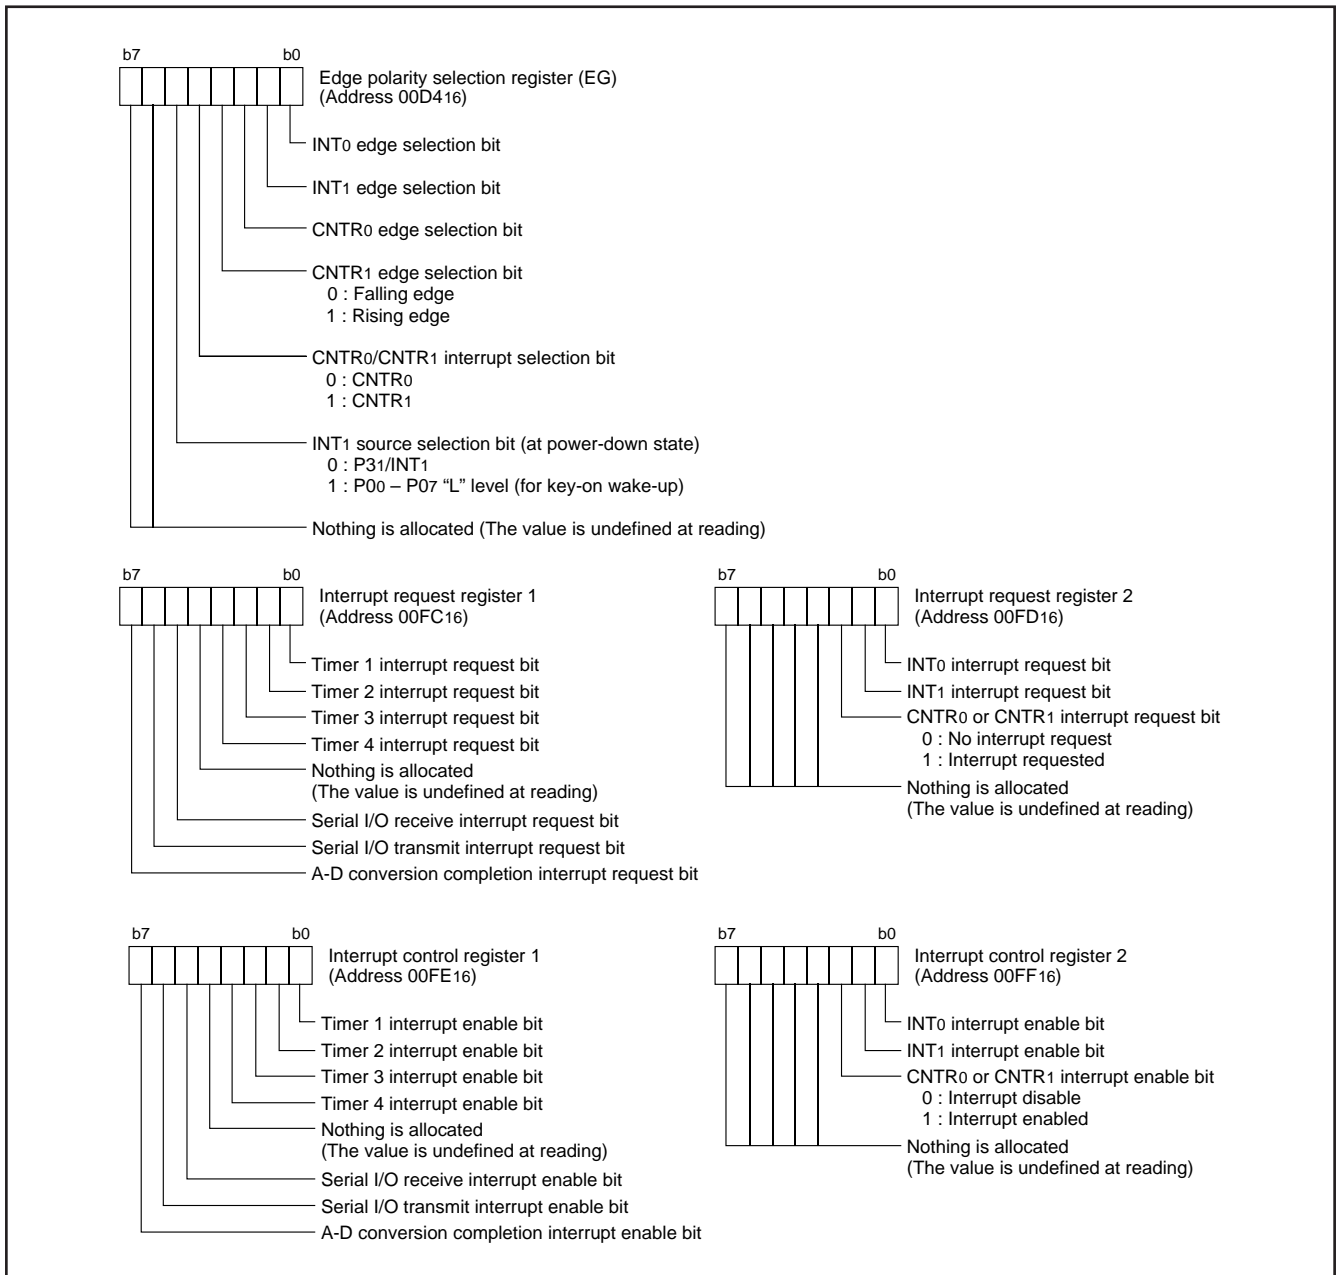 b7 b0
Edge polarity selection register (EG)
(Address 00D416)
INT0 edge selection bit
INT1 edge selection bit
CNTR0 edge selection bit
CNTR1 edge selection bit
0 : Falling edge
1 : Rising edge
CNTR0/CNTR1 interrupt selection bit
0 : CNTR0
1 : CNTR1
INT1 source selection bit (at power-down state)
0 : P31/INT1
1 : P00 – P07 “L” level (for key-on wake-up)
Nothing is allocated (The value is undefined at reading)
b7 b0
Interrupt request register 1
(Address 00FC16)
Timer 1 interrupt request bit
Timer 2 interrupt request bit
Timer 3 interrupt request bit
Timer 4 interrupt request bit
Nothing is allocated
(The value is undefined at reading)
Serial I/O receive interrupt request bit
Serial I/O transmit interrupt request bit
A-D conversion completion interrupt request bit
b7 b0
Interrupt request register 2
(Address 00FD16)
INT0 interrupt request bit
INT1 interrupt request bit
CNTR0 or CNTR1 interrupt request bit
0 : No interrupt request
1 : Interrupt requested
Nothing is allocated
(The value is undefined at reading)
b7 b0
Interrupt control register 1
(Address 00FE16)
Timer 1 interrupt enable bit
Timer 2 interrupt enable bit
Timer 3 interrupt enable bit
Timer 4 interrupt enable bit
Nothing is allocated
(The value is undefined at reading)
Serial I/O receive interrupt enable bit
Serial I/O transmit interrupt enable bit
A-D conversion completion interrupt enable bit
b7 b0
Interrupt control register 2
(Address 00FF16)
INT0 interrupt enable bit
INT1 interrupt enable bit
CNTR0 or CNTR1 interrupt enable bit
0 : Interrupt disable
1 : Interrupt enabled
Nothing is allocated
(The value is undefined at reading)